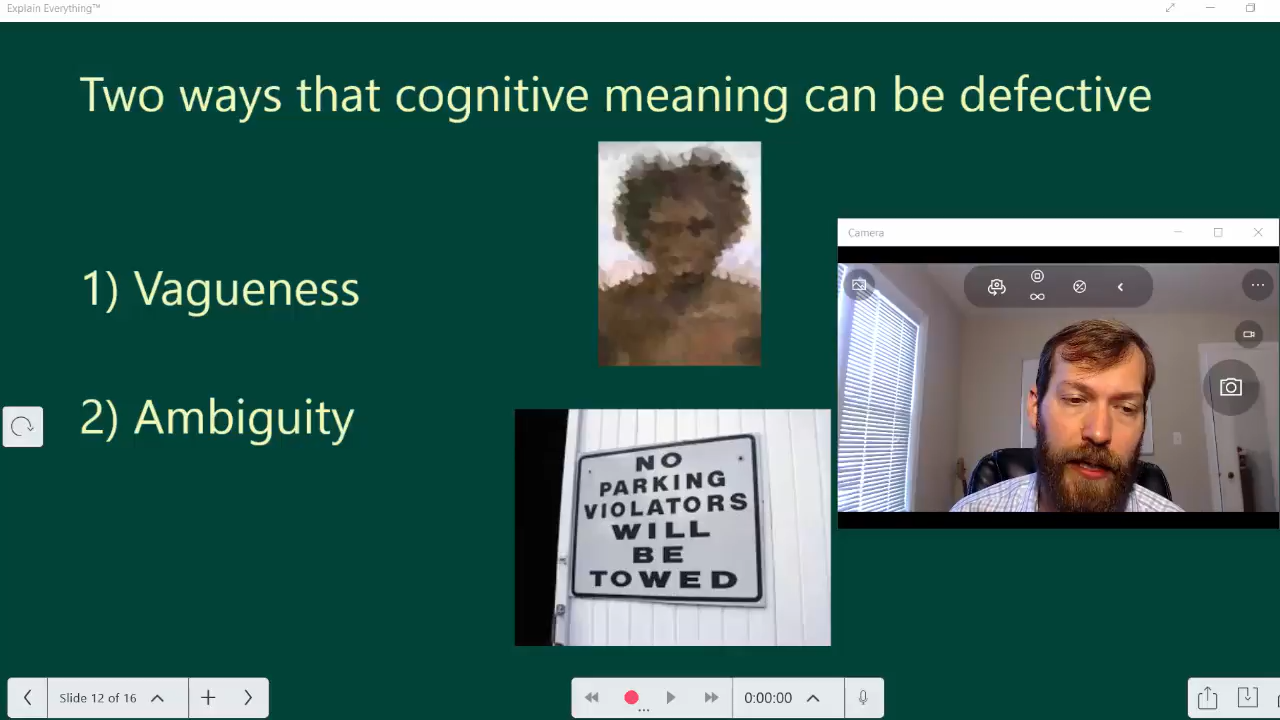 Explain Everything™
Two ways that cognitive meaning can be defective
Camera
1) Vagueness
2) Ambiguity
NO
PARKING
VIOLATORS
WILL
BE
TOWED
Slide 12 of 16
0:00:00